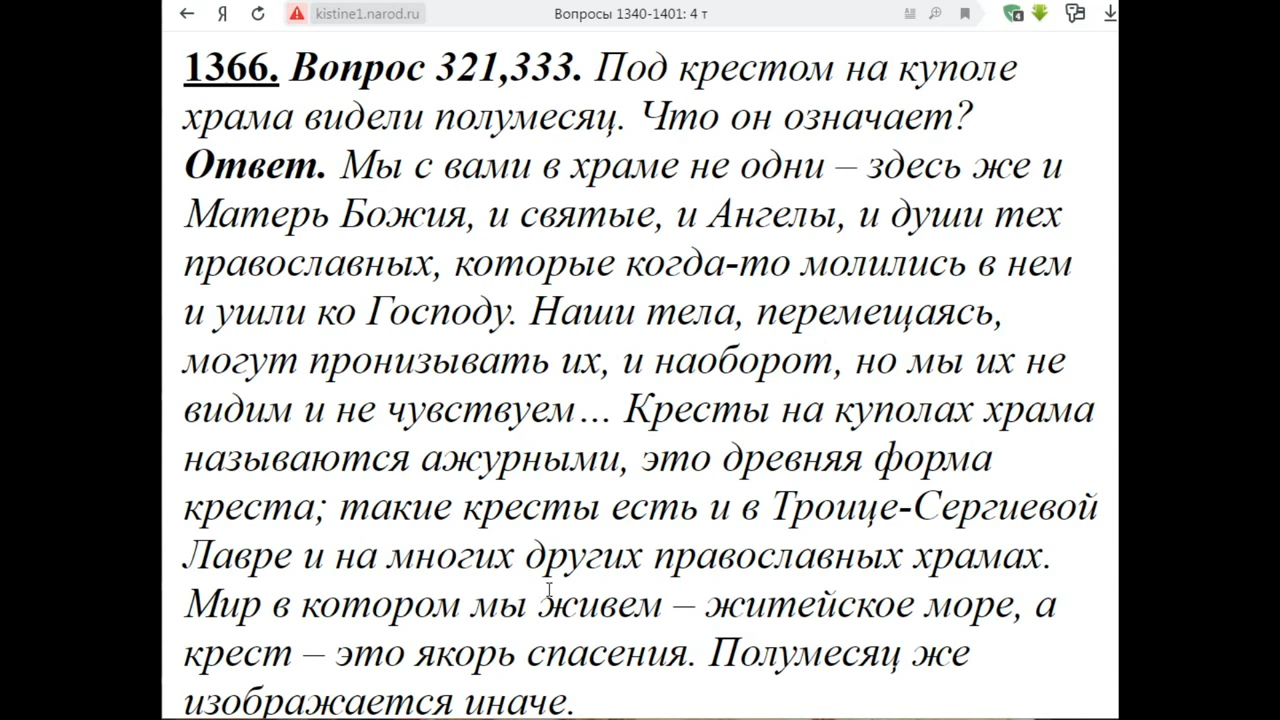 Я
kistine1.narod.ru
Вопросы 1340-1401: 4 т
4
1366. Вопрос 321,333. Под крестом на куполе
храма видели полумесяц. Что он означает?
Ответ. Мы с вами в храме не одни – здесь же и
Матерь Божия, и святые, и Ангелы, и души тех
православных, которые когда-то молились в нем
и ушли ко Господу. Наши тела, перемещаясь,
могут пронизывать их, и наоборот, но мы их не
видим и не чувствуем… Кресты на куполах храма
называются ажурными, это древняя форма
креста; такие кресты есть и в Троице-Сергиевой
Лавре и на многих других православных храмах.
Мир в котором мы живем – житейское море, а
крест – это якорь спасения. Полумесяц же
изображается иначе.